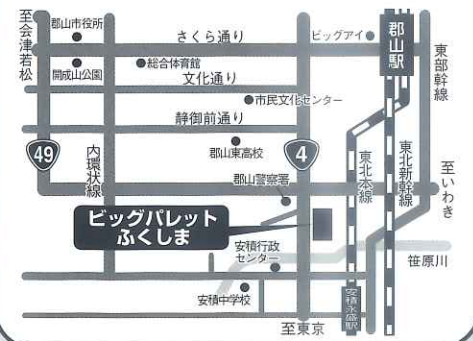 至会津若松
郡山市役所
開成山公園
さくら通り
総合体育館
文化通り
ビッグアイ
郡山駅
東部幹線
市民文化センター
静御前通り
49
内環状線
郡山東高校
4
郡山警察署
東北本線
東北新幹線
至いわき
ビッグパレット
ふくしま
安積行政
センター
笹原川
安積中学校
安積永盛駅
至東京